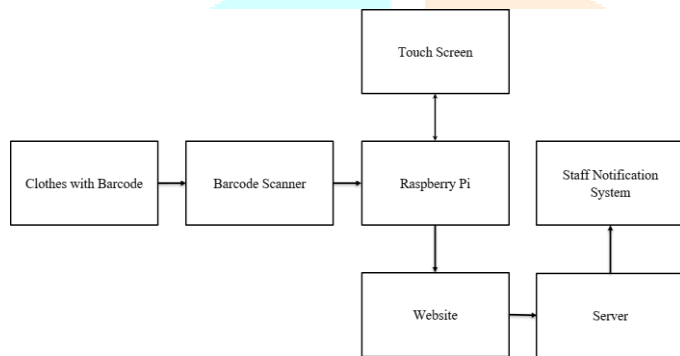 Touch Screen
Clothes with Barcode
Barcode Scanner
Raspberry Pi
Staff Notification
System
Website
Server